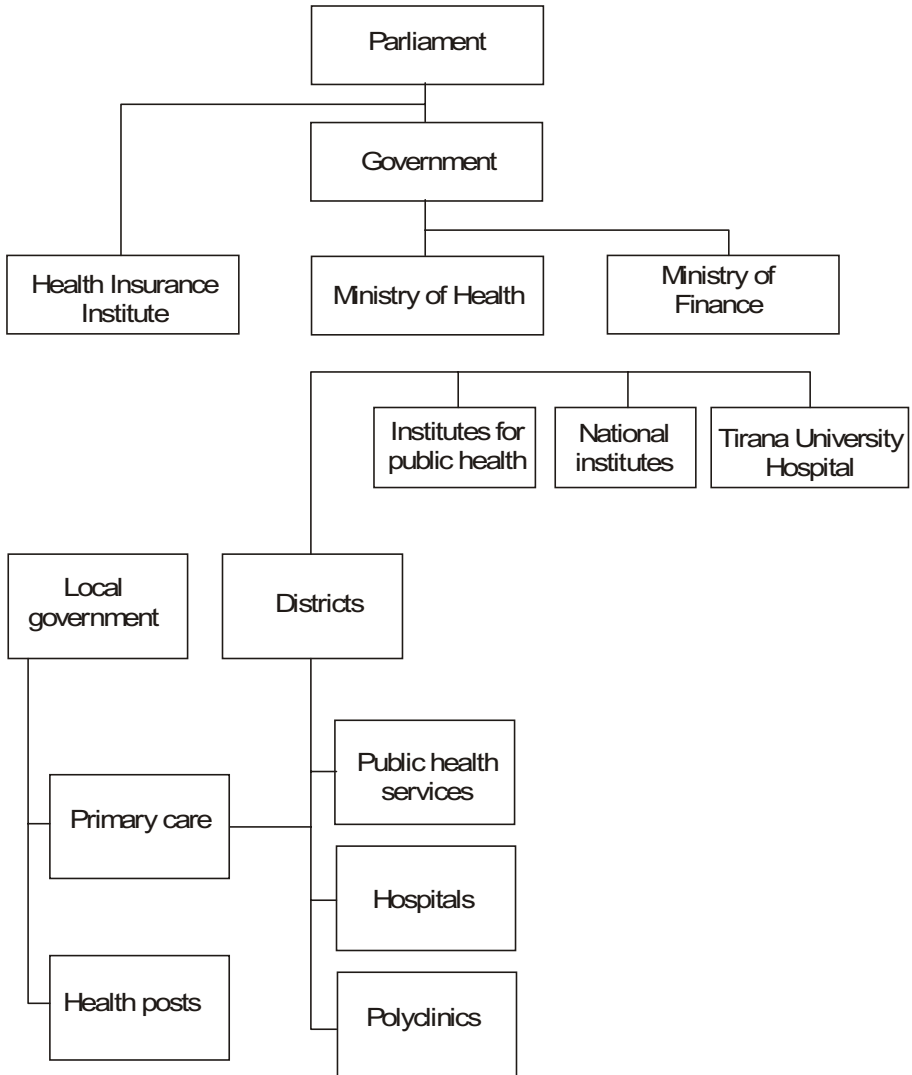 Parliament
Government
Health Insurance
Institute
Ministry of Health
Ministry of
Finance
Institutes for
public health
National
institutes
Tirana University
Hospital
Local
government
Districts
Public health
services
Primary care
Hospitals
Health posts
Polyclinics